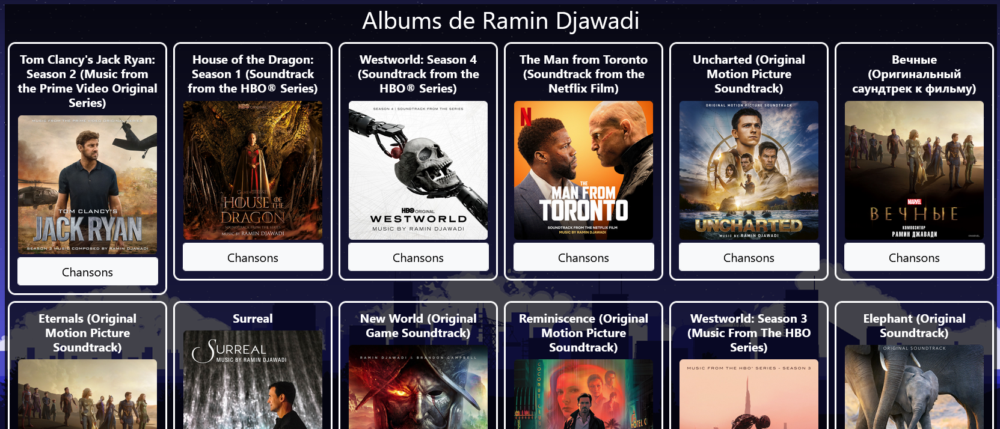 Albums de Ramin Djawadi
Tom Clancy's Jack Ryan:
Season 2 (Music from
the Prime Video Original
Series)
MUSIC FROM THE PRIME VIDEO ORIGINAL SERIES
TOM CLANCY'S
JACK RYAN
SEASON 2 MUSIC COMPOSED BY RAMIN DJAWADI
Chansons
House of the Dragon:
Season 1 (Soundtrack
from the HBO® Series)
HBO ORIGINAL
GAME OF THRONES
HOUSE OF THE
DRAGON
SOUNDTRACK FROM THE SERIES
MUSIC BY RAMIN DJAWADI
Chansons
Westworld: Season 4
(Soundtrack from the
HBO® Series)
SEASON 4 | SOUNDTRACK FROM THE SERIES
HBO ORIGINAL
WESTWORLD
MUSIC BY RAMIN DJAWADI
Chansons
The Man from Toronto
(Soundtrack from the
Netflix Film)
N
THE
MAN FROM
TORONTO
SOUNDTRACK FROM THE NETFLIX FILM
MUSIC BY RAMIN DJAWADI
Chansons
Uncharted (Original
Motion Picture
Soundtrack)
ORIGINAL MOTION PICTURE SOUNDTRACK
UNCHARTED
MUSIC BY RAMIN DJAWADI
Chansons
Вечные
(Оригинальный
саундтрек к фильму)
MARVEL
ВЕЧНЫЕ
КОМПОЗИТОР
РАМИН ДЖАВАДИ
©MARVEL
Chansons
Eternals (Original
Motion Picture
Soundtrack)
Surreal
SURREAL
MUSIC BY RAMIN DJAWADI
New World (Original
Game Soundtrack)
RAMIN DJAWADI & BRANDON CAMPBELL
Reminiscence (Original
Motion Picture
Soundtrack)
COCONUT CLUB
HOTEL
Westworld: Season 3
(Music From The HBO
Series)
MUSIC FROM THE HBO® SERIES - SEASON 3
Elephant (Original
Soundtrack)
ORIGINAL SOUNDTRACK